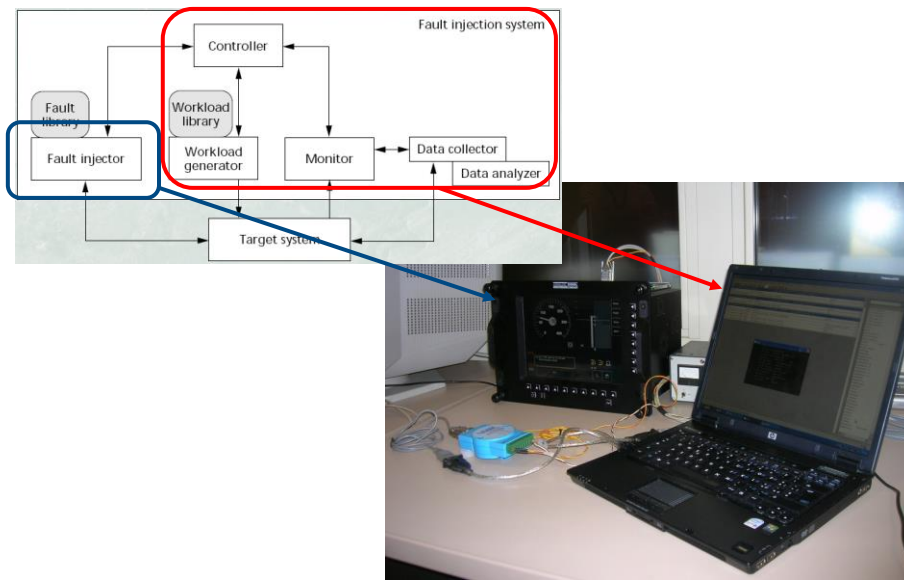 Fault injection system
Controller
Fault
library
Workload
library
Fault injector
Workload
generator
Monitor
Data collector
Data analyzer
Target system
hp